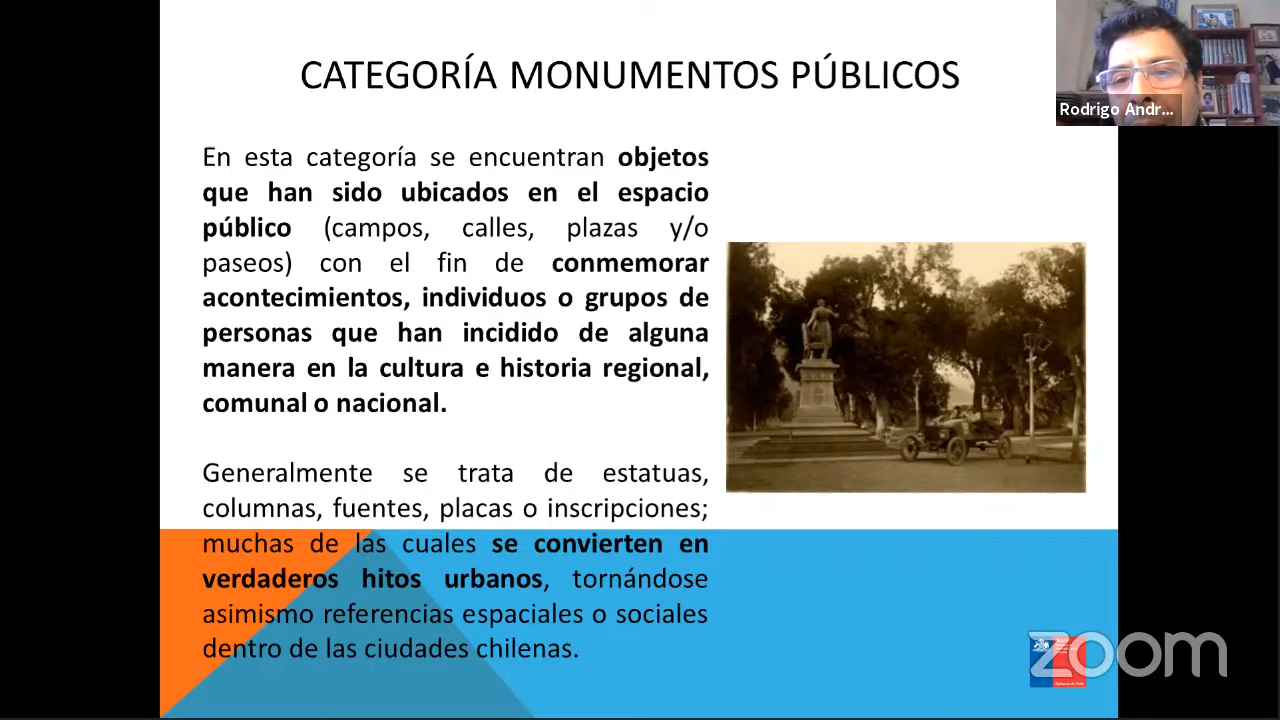 CATEGORÍA MONUMENTOS PÚBLICOS
Rodrigo Andr...
En esta categoría se encuentran objetos
que han sido ubicados en el espacio
público (campos, calles, plazas y/o
paseos) con el fin de conmemorar
acontecimientos, individuos o grupos de
personas que han incidido de alguna
manera en la cultura e historia regional,
comunal o nacional.
Generalmente se trata de estatuas,
columnas, fuentes, placas o inscripciones;
muchas de las cuales se convierten en
verdaderos hitos urbanos, tornándose
asimismo referencias espaciales o sociales
dentro de las ciudades chilenas.
zoom
Gobierno de Chile